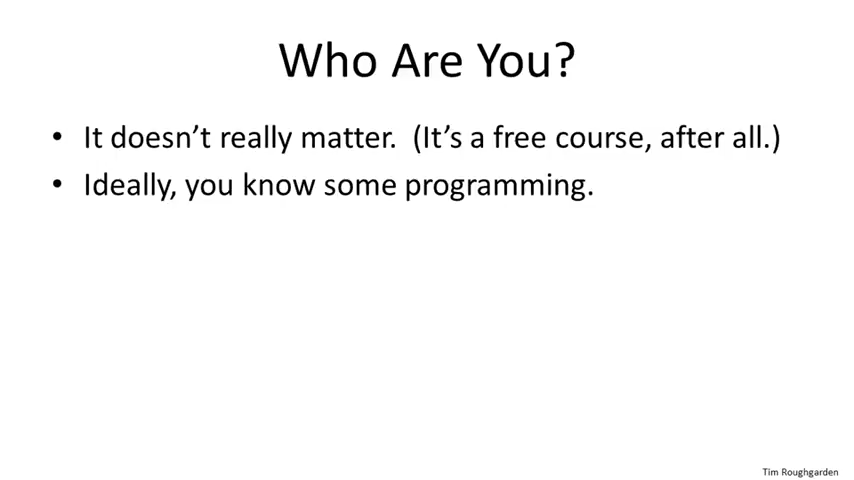 Who Are You?
• It doesn’t really matter.  (It’s a free course, after all.)
• Ideally, you know some programming.
Tim Roughgarden